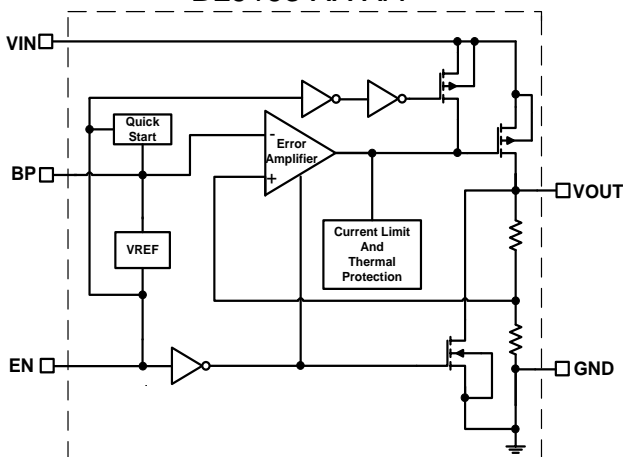 VIN
Quick
Start
-
Error
Amplifier
+
BP
VOUT
VREF
Current Limit
And
Thermal
Protection
EN
GND